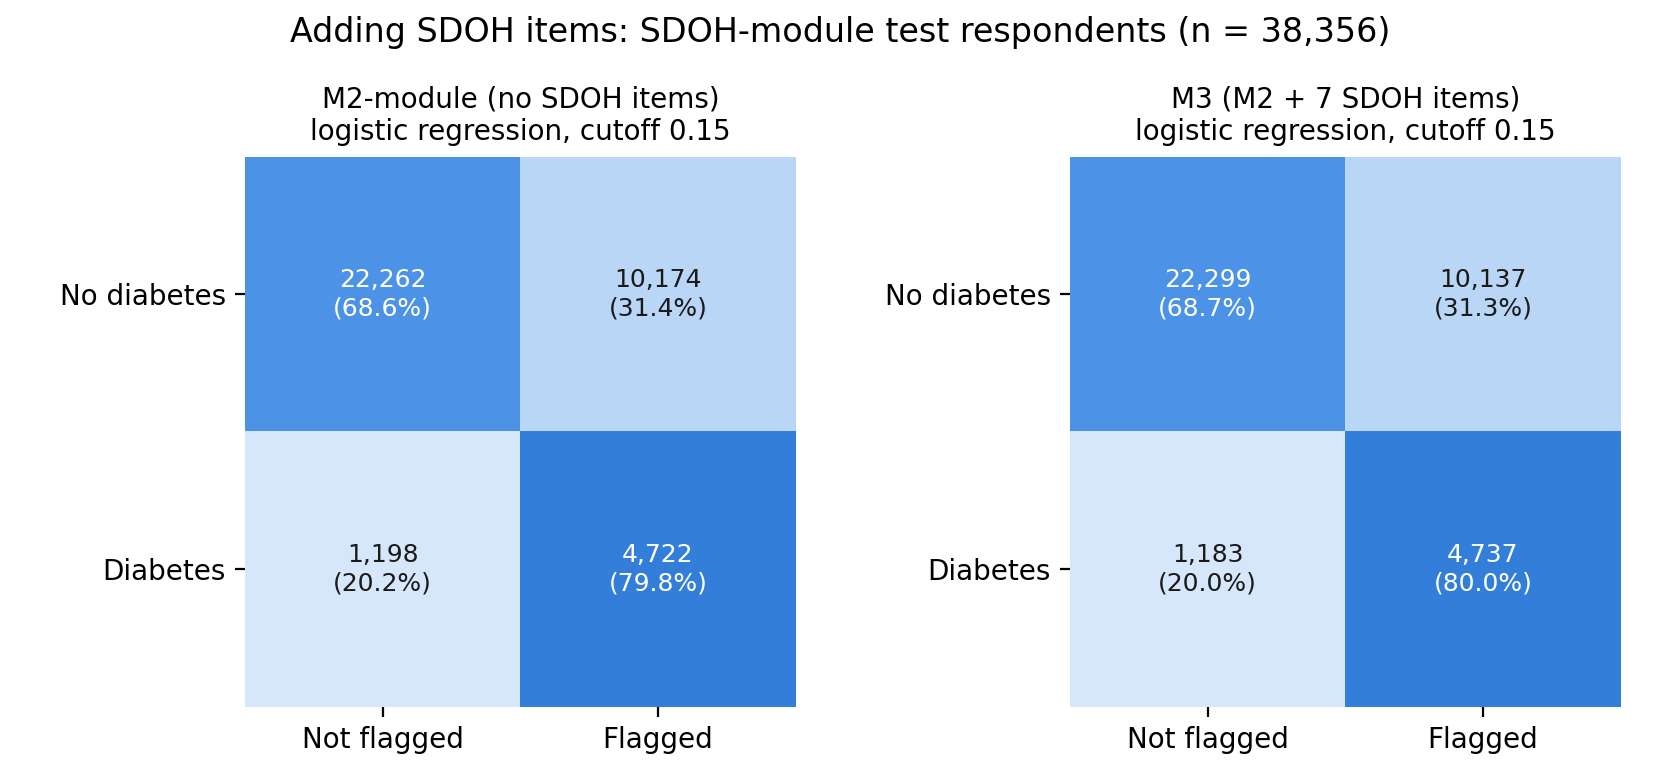 Adding SDOH items: SDOH-module test respondents (n = 38,356)
M2-module (no SDOH items)
logistic regression, cutoff 0.15
No diabetes
22,262
(68.6%)
10,174
(31.4%)
Diabetes
1,198
(20.2%)
4,722
(79.8%)
Not flagged
Flagged
M3 (M2 + 7 SDOH items)
logistic regression, cutoff 0.15
No diabetes
22,299
(68.7%)
10,137
(31.3%)
Diabetes
1,183
(20.0%)
4,737
(80.0%)
Not flagged
Flagged